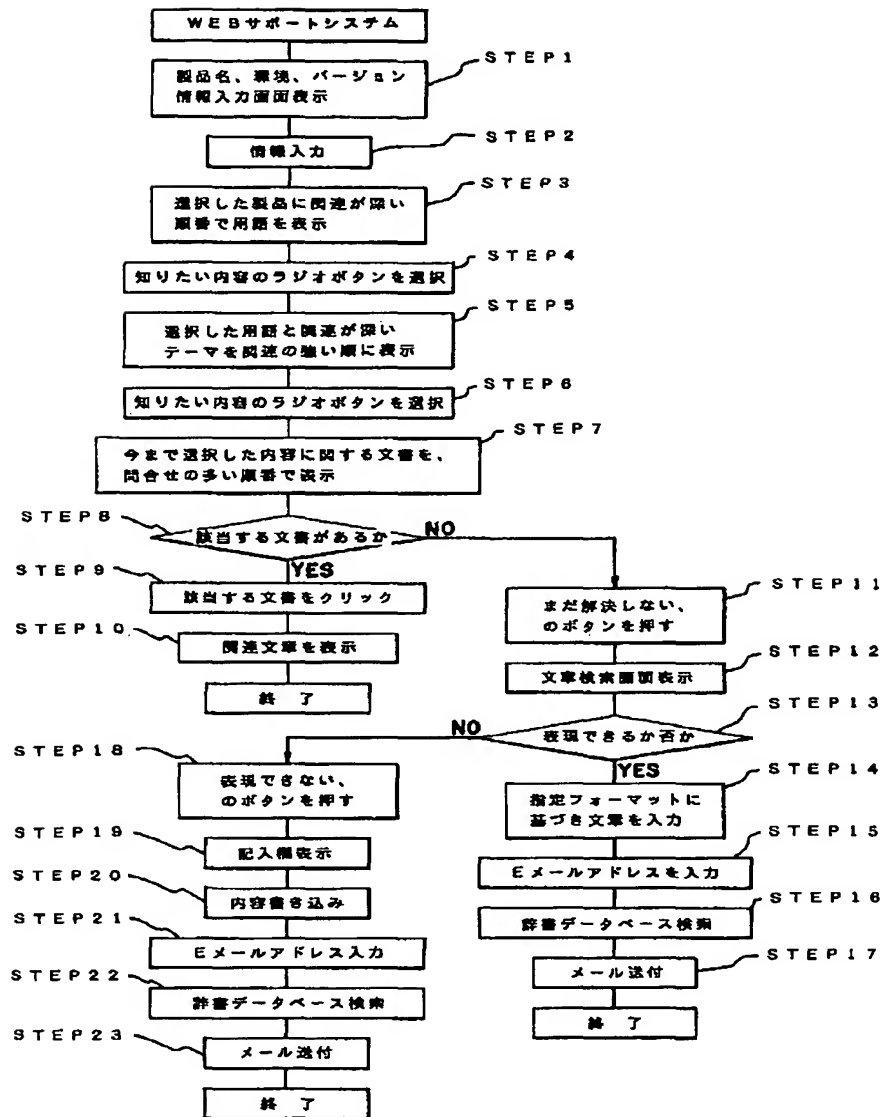 WEBサポートシステム
STEP1
製品名、環境、バージョン
情報入力画面表示
STEP2
情報入力
STEP3
選択した製品に関連が深い
順番で用語を表示
STEP4
知りたい内容のラジオボタンを選択
STEP5
選択した用語と関連が深い
テーマを関連の強い順に表示
STEP6
知りたい内容のラジオボタンを選択
STEP7
今まで選択した内容に関する文書を、
問合せの多い順番で表示
STEP8
該当する文書があるか
NO
YES
STEP9
該当する文書をクリック
STEP10
関連文章を表示
終了
STEP11
まだ解決しない、
のボタンを押す
STEP12
文章検索画面表示
STEP13
表現できるか否か
NO
YES
STEP14
指定フォーマットに
基づき文章を入力
STEP15
Eメールアドレスを入力
STEP16
辞書データベース検索
STEP17
メール送付
終了
STEP18
表現できない、
のボタンを押す
STEP19
記入欄表示
STEP20
内容書き込み
STEP21
Eメールアドレス入力
STEP22
辞書データベース検索
STEP23
メール送付
終了